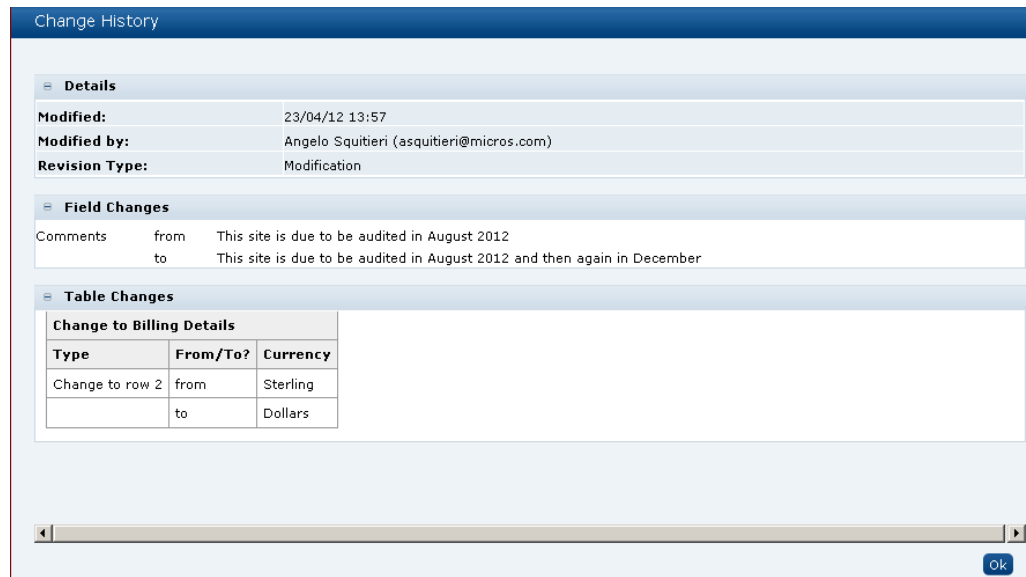 Change History
Details
Modified: 23/04/12 13:57
Modified by: Angelo Squitieri (asquitieri@micros.com)
Revision Type: Modification
Field Changes
Comments from This site is due to be audited in August 2012
to This site is due to be audited in August 2012 and then again in December
Table Changes
Change to Billing Details
Type From/To? Currency
Change to row 2 from Sterling
to Dollars
Ok